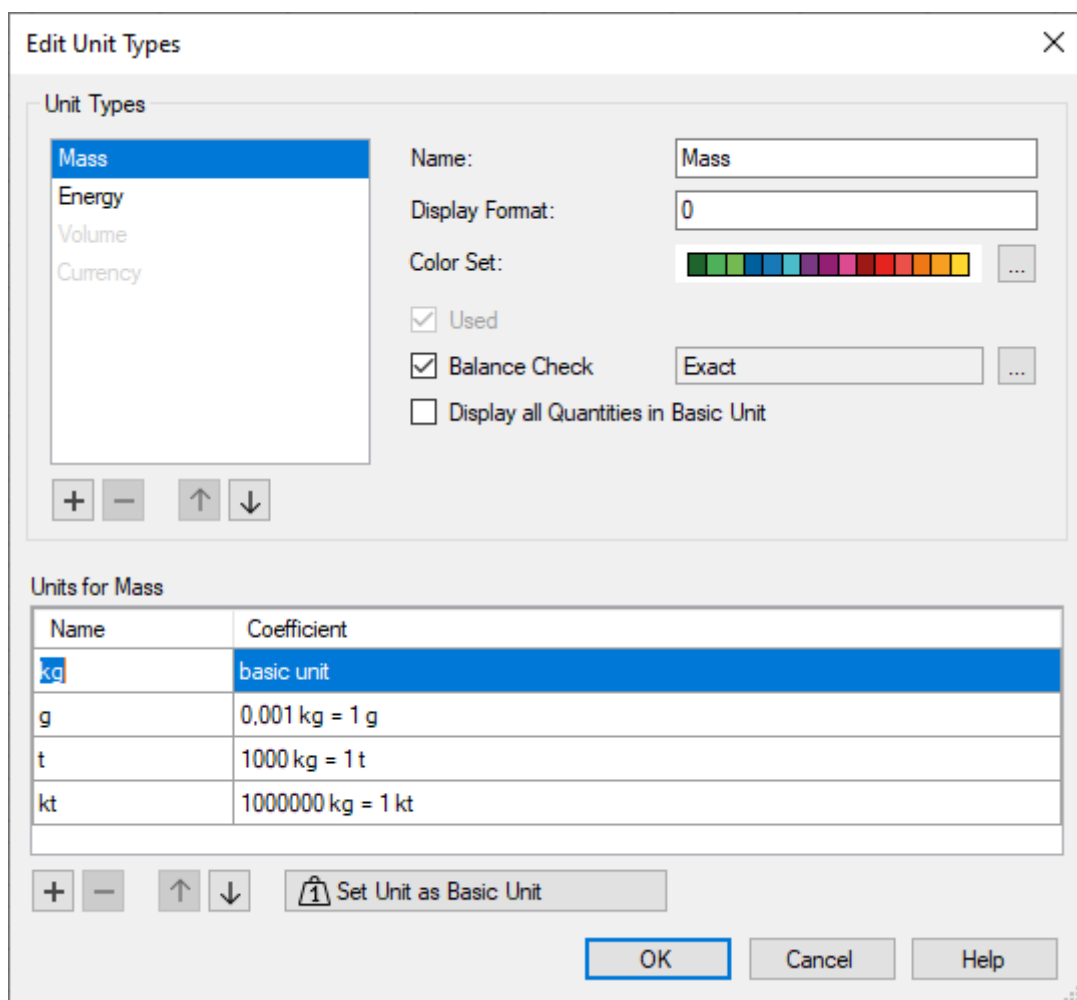 Edit Unit Types
Unit Types
Mass
Energy
Volume
Currency
Name:
Mass
Display Format:
0
Color Set:
...
Used
Balance Check
Exact
...
Display all Quantities in Basic Unit
Units for Mass
Name Coefficient
kg basic unit
g 0,001 kg = 1 g
t 1000 kg = 1 t
kt 1000000 kg = 1 kt
1 Set Unit as Basic Unit
OK Cancel Help